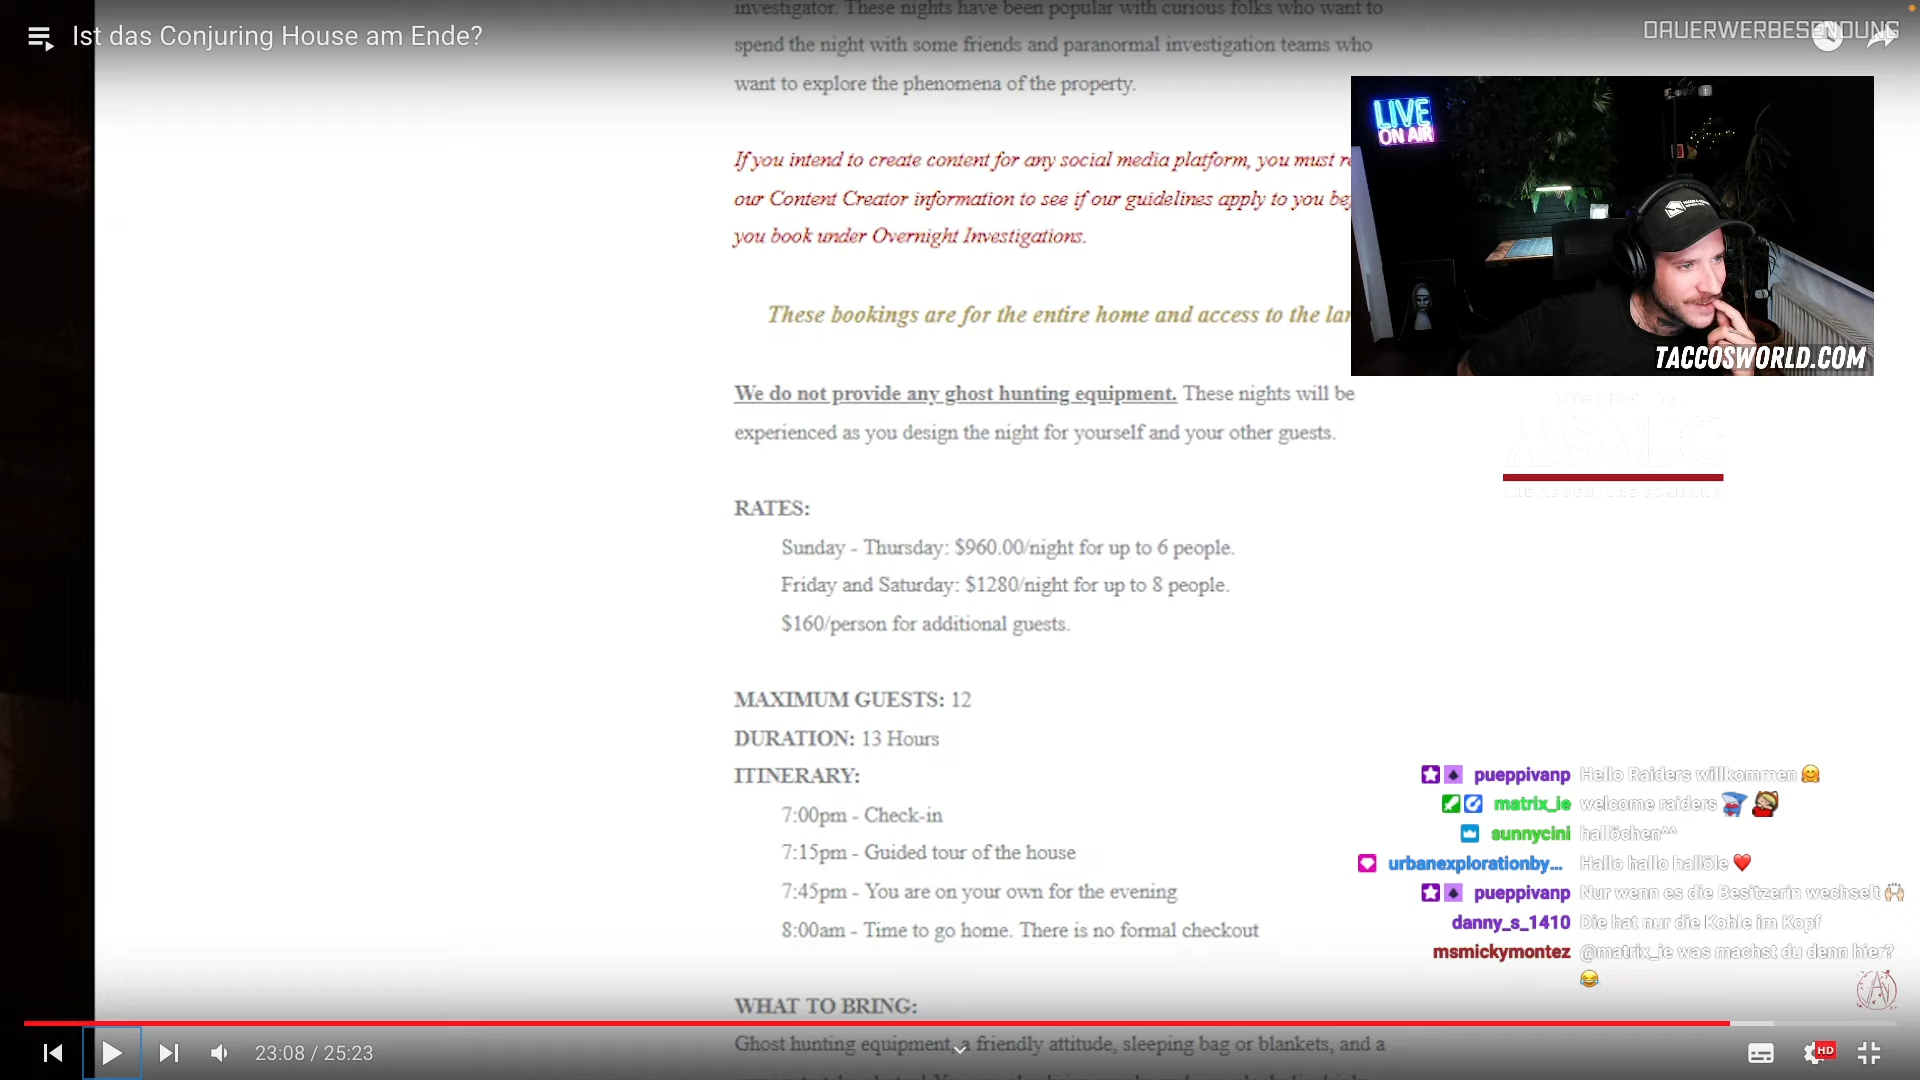 Ist das Conjuring House am Ende?
DAUERWERBESENDUNG
investigator. These nights have been popular with curious folks who want to
spend the night with some friends and paranormal investigation teams who
want to explore the phenomena of the property.
If you intend to create content for any social media platform, you must
our Content Creator information to see if our guidelines apply to you
you book under Overnight Investigations.
These bookings are for the entire home and access to the
We do not provide any ghost hunting equipment. These nights will be
experienced as you design the night for yourself and your other guests.
LIVE
ON AIR
TACCOSWORLD.COM
RATES:
Sunday - Thursday: $960.00/night for up to 6 people.
Friday and Saturday: $1280/night for up to 8 people.
$160/person for additional guests.
MAXIMUM GUESTS: 12
DURATION: 13 Hours
ITINERARY:
7:00pm - Check-in
7:15pm - Guided tour of the house
7:45pm - You are on your own for the evening
8:00am - Time to go home. There is no formal checkout
WHAT TO BRING:
Ghost hunting equipment, a friendly attitude, sleeping bag or blankets, and a
pueppivanp Hello Raiders willkommen 🤗
matrix_ie welcome raiders
sunnycini hallöchen^^
urbanexplorationby... Hallo hallo hallöle ❤️
pueppivanp Nur wenn es die Besitzerin wechselt 🙌🏻
danny_s_1410 Die hat nur die Kohle im Kopf
msmickymontez @matrix_ie was machst du denn hier?
😂
23:08 / 25:23
HD